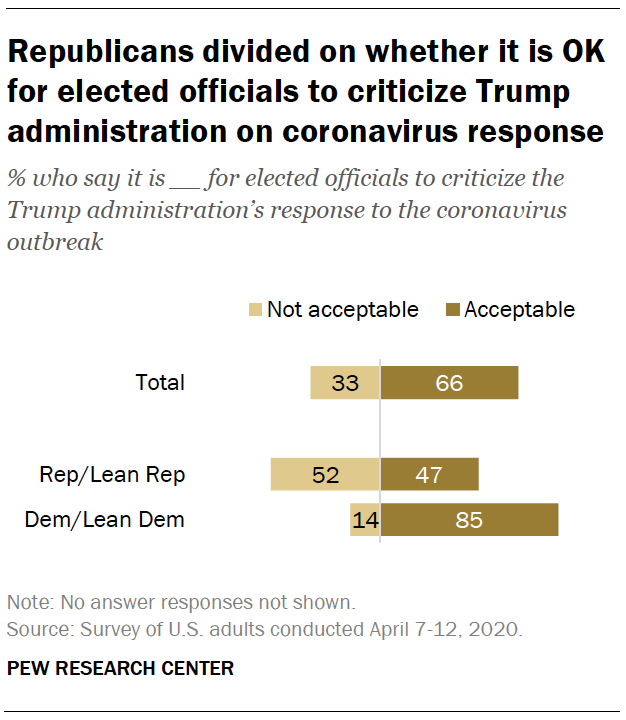 Republicans divided on whether it is OK
for elected officials to criticize Trump
administration on coronavirus response
% who say it is __ for elected officials to criticize the
Trump administration's response to the coronavirus
outbreak
Not acceptable Acceptable
Total 33 66
Rep/Lean Rep 52 47
Dem/Lean Dem 14 85
Note: No answer responses not shown.
Source: Survey of U.S. adults conducted April 7-12, 2020.
PEW RESEARCH CENTER